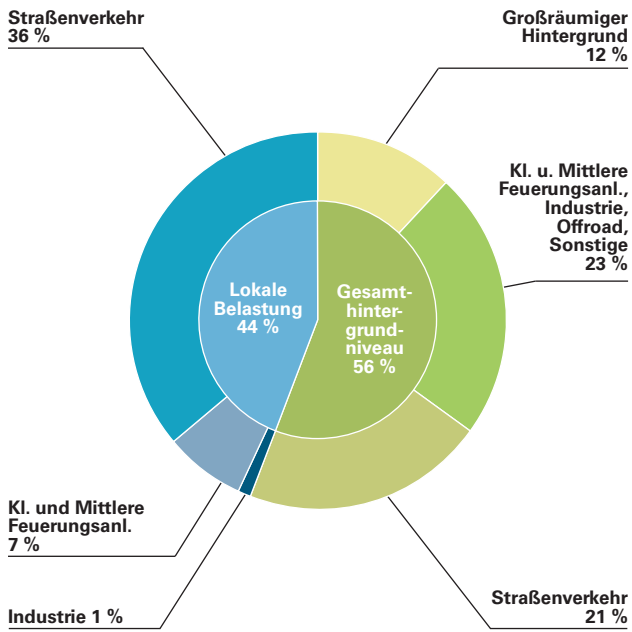 Straßenverkehr
36 %
Großräumiger
Hintergrund
12 %
Kl. u. Mittlere
Feuerungsanl.,
Industrie,
Offroad,
Sonstige
23 %
Lokale
Belastung
44 %
Gesamt-
hinter-
grund-
niveau
56 %
Kl. und Mittlere
Feuerungsanl.
7 %
Industrie 1 %
Straßenverkehr
21 %